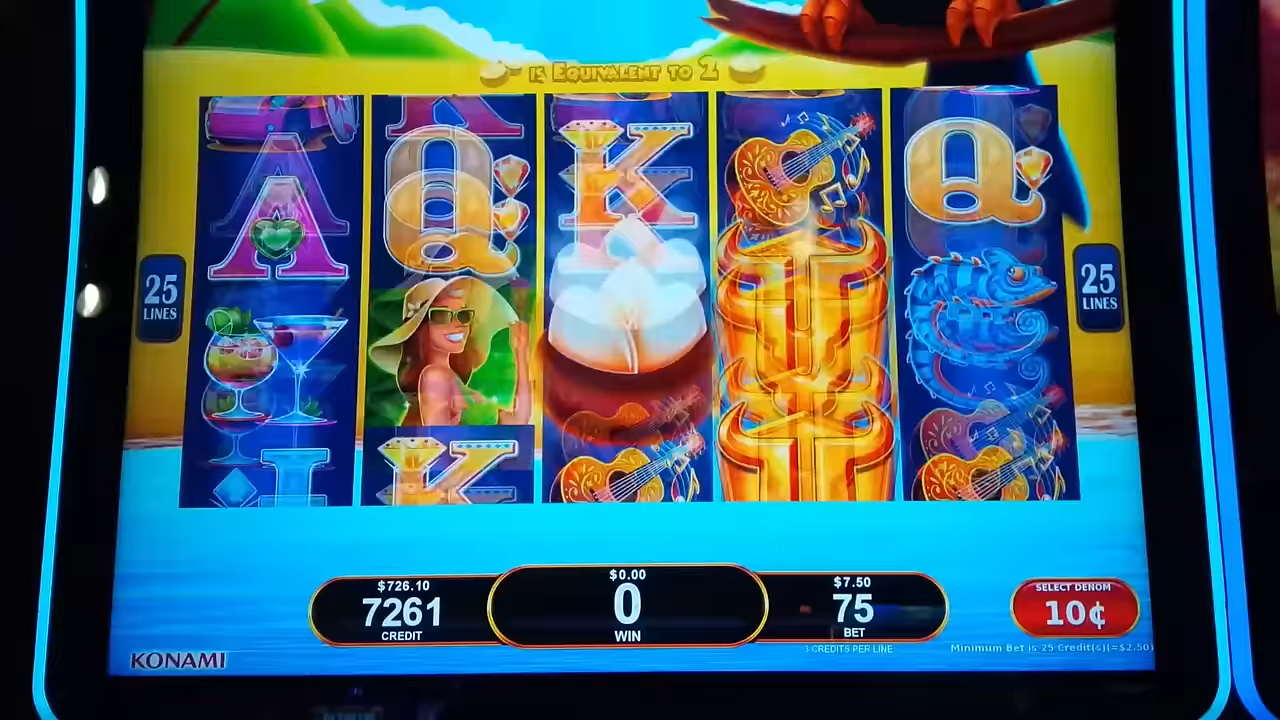 IS EQUIVALENT TO 2
K
Q
K
A
Q
Q
25
LINES
25
LINES
K
J
$726.10
7261
CREDIT
$0.00
0
WIN
$7.50
75
BET
SELECT DENOM
10¢
3 CREDITS PER LINE
Minimum Bet is 25 Credit(s)(=$2.50)
KONAMI